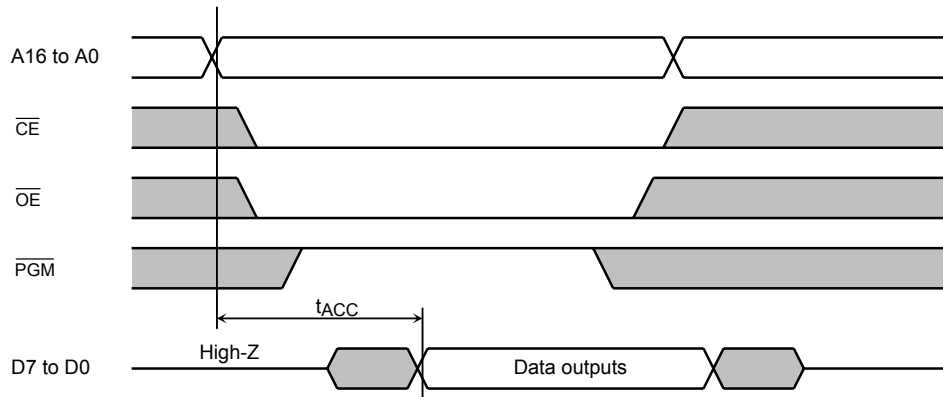 A16 to A0
CE
OE
PGM
tACC
High-Z
D7 to D0
Data outputs